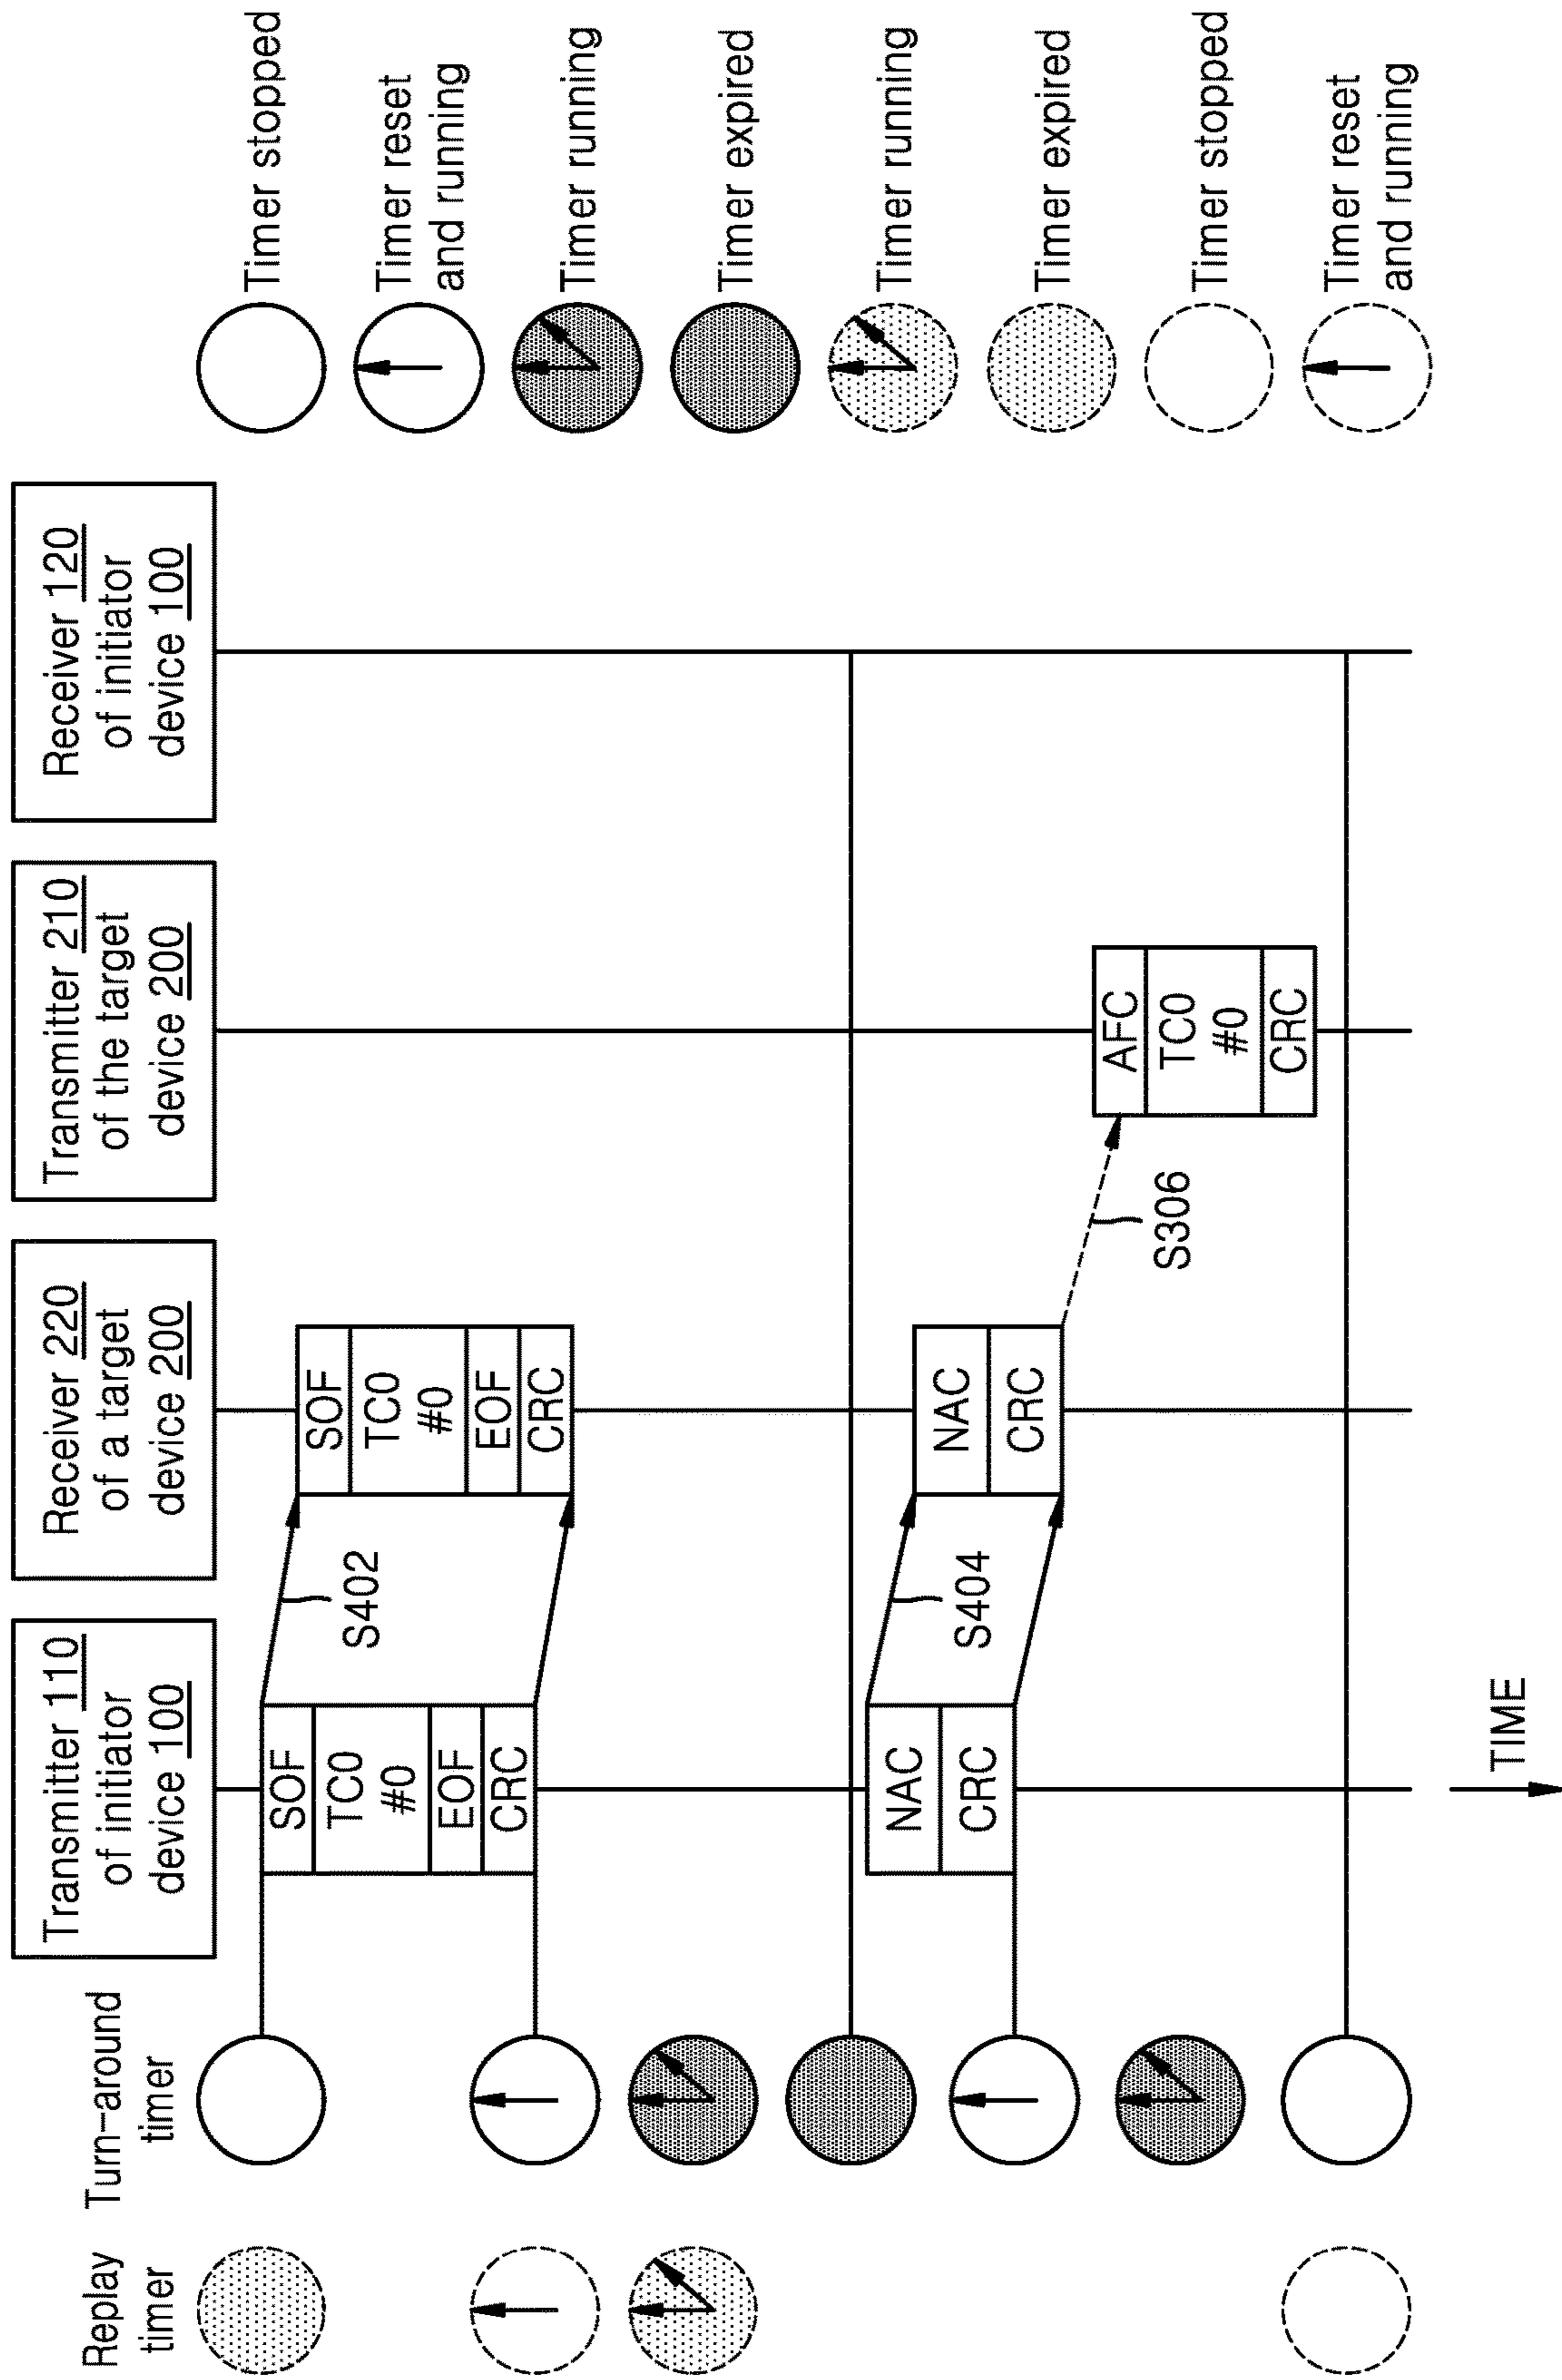 Replay
timer
Turn-around
timer
Transmitter 110
of initiator
device 100
Receiver 220
of a target
device 200
Transmitter 210
of the target
device 200
Receiver 120
of initiator
device 100
SOF
TC0
#0
EOF
CRC
S402
SOF
TC0
#0
EOF
CRC
NAC
CRC
S404
NAC
CRC
S306
AFC
TC0
#0
CRC
TIME
Timer stopped
Timer reset
and running
Timer running
Timer expired
Timer running
Timer expired
Timer stopped
Timer reset
and running